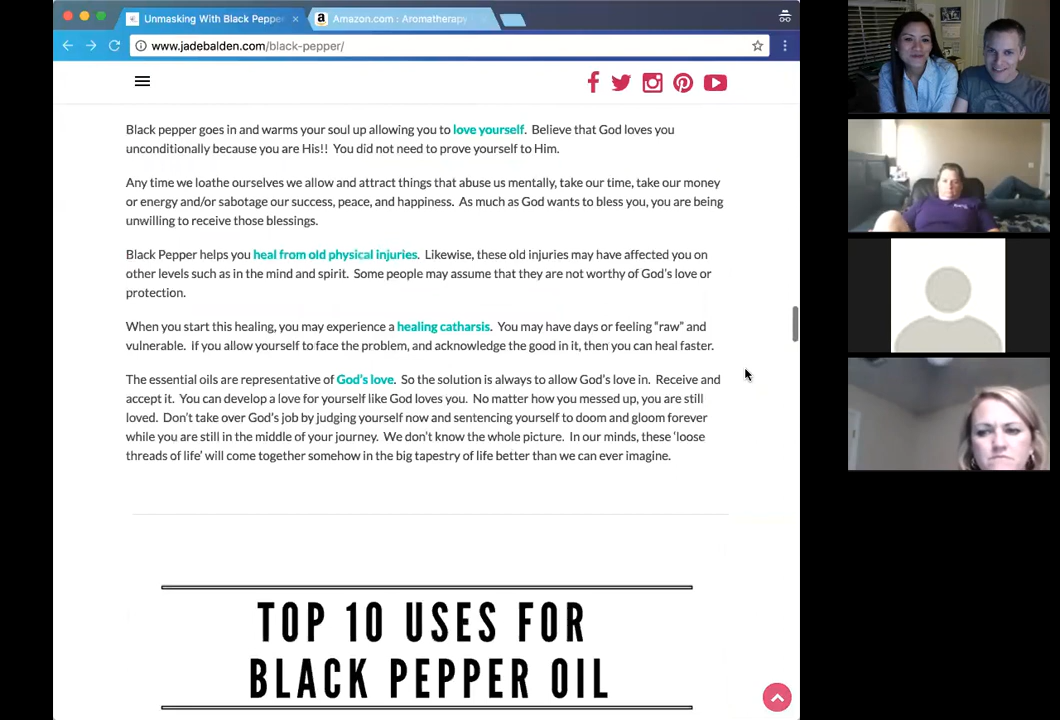 Unmasking With Black Peppe
Amazon.com : Aromatherapy
www.jadebalden.com/black-pepper/
Black pepper goes in and warms your soul up allowing you to love yourself. Believe that God loves you
unconditionally because you are His!! You did not need to prove yourself to Him.
Any time we loathe ourselves we allow and attract things that abuse us mentally, take our time, take our money
or energy and/or sabotage our success, peace, and happiness. As much as God wants to bless you, you are being
unwilling to receive those blessings.
Black Pepper helps you heal from old physical injuries. Likewise, these old injuries may have affected you on
other levels such as in the mind and spirit. Some people may assume that they are not worthy of God's love or
protection.
When you start this healing, you may experience a healing catharsis. You may have days or feeling "raw" and
vulnerable. If you allow yourself to face the problem, and acknowledge the good in it, then you can heal faster.
The essential oils are representative of God's love. So the solution is always to allow God's love in. Receive and
accept it. You can develop a love for yourself like God loves you. No matter how you messed up, you are still
loved. Don't take over God's job by judging yourself now and sentencing yourself to doom and gloom forever
while you are still in the middle of your journey. We don't know the whole picture. In our minds, these 'loose
threads of life' will come together somehow in the big tapestry of life better than we can ever imagine.
TOP 10 USES FOR
BLACK PEPPER OIL